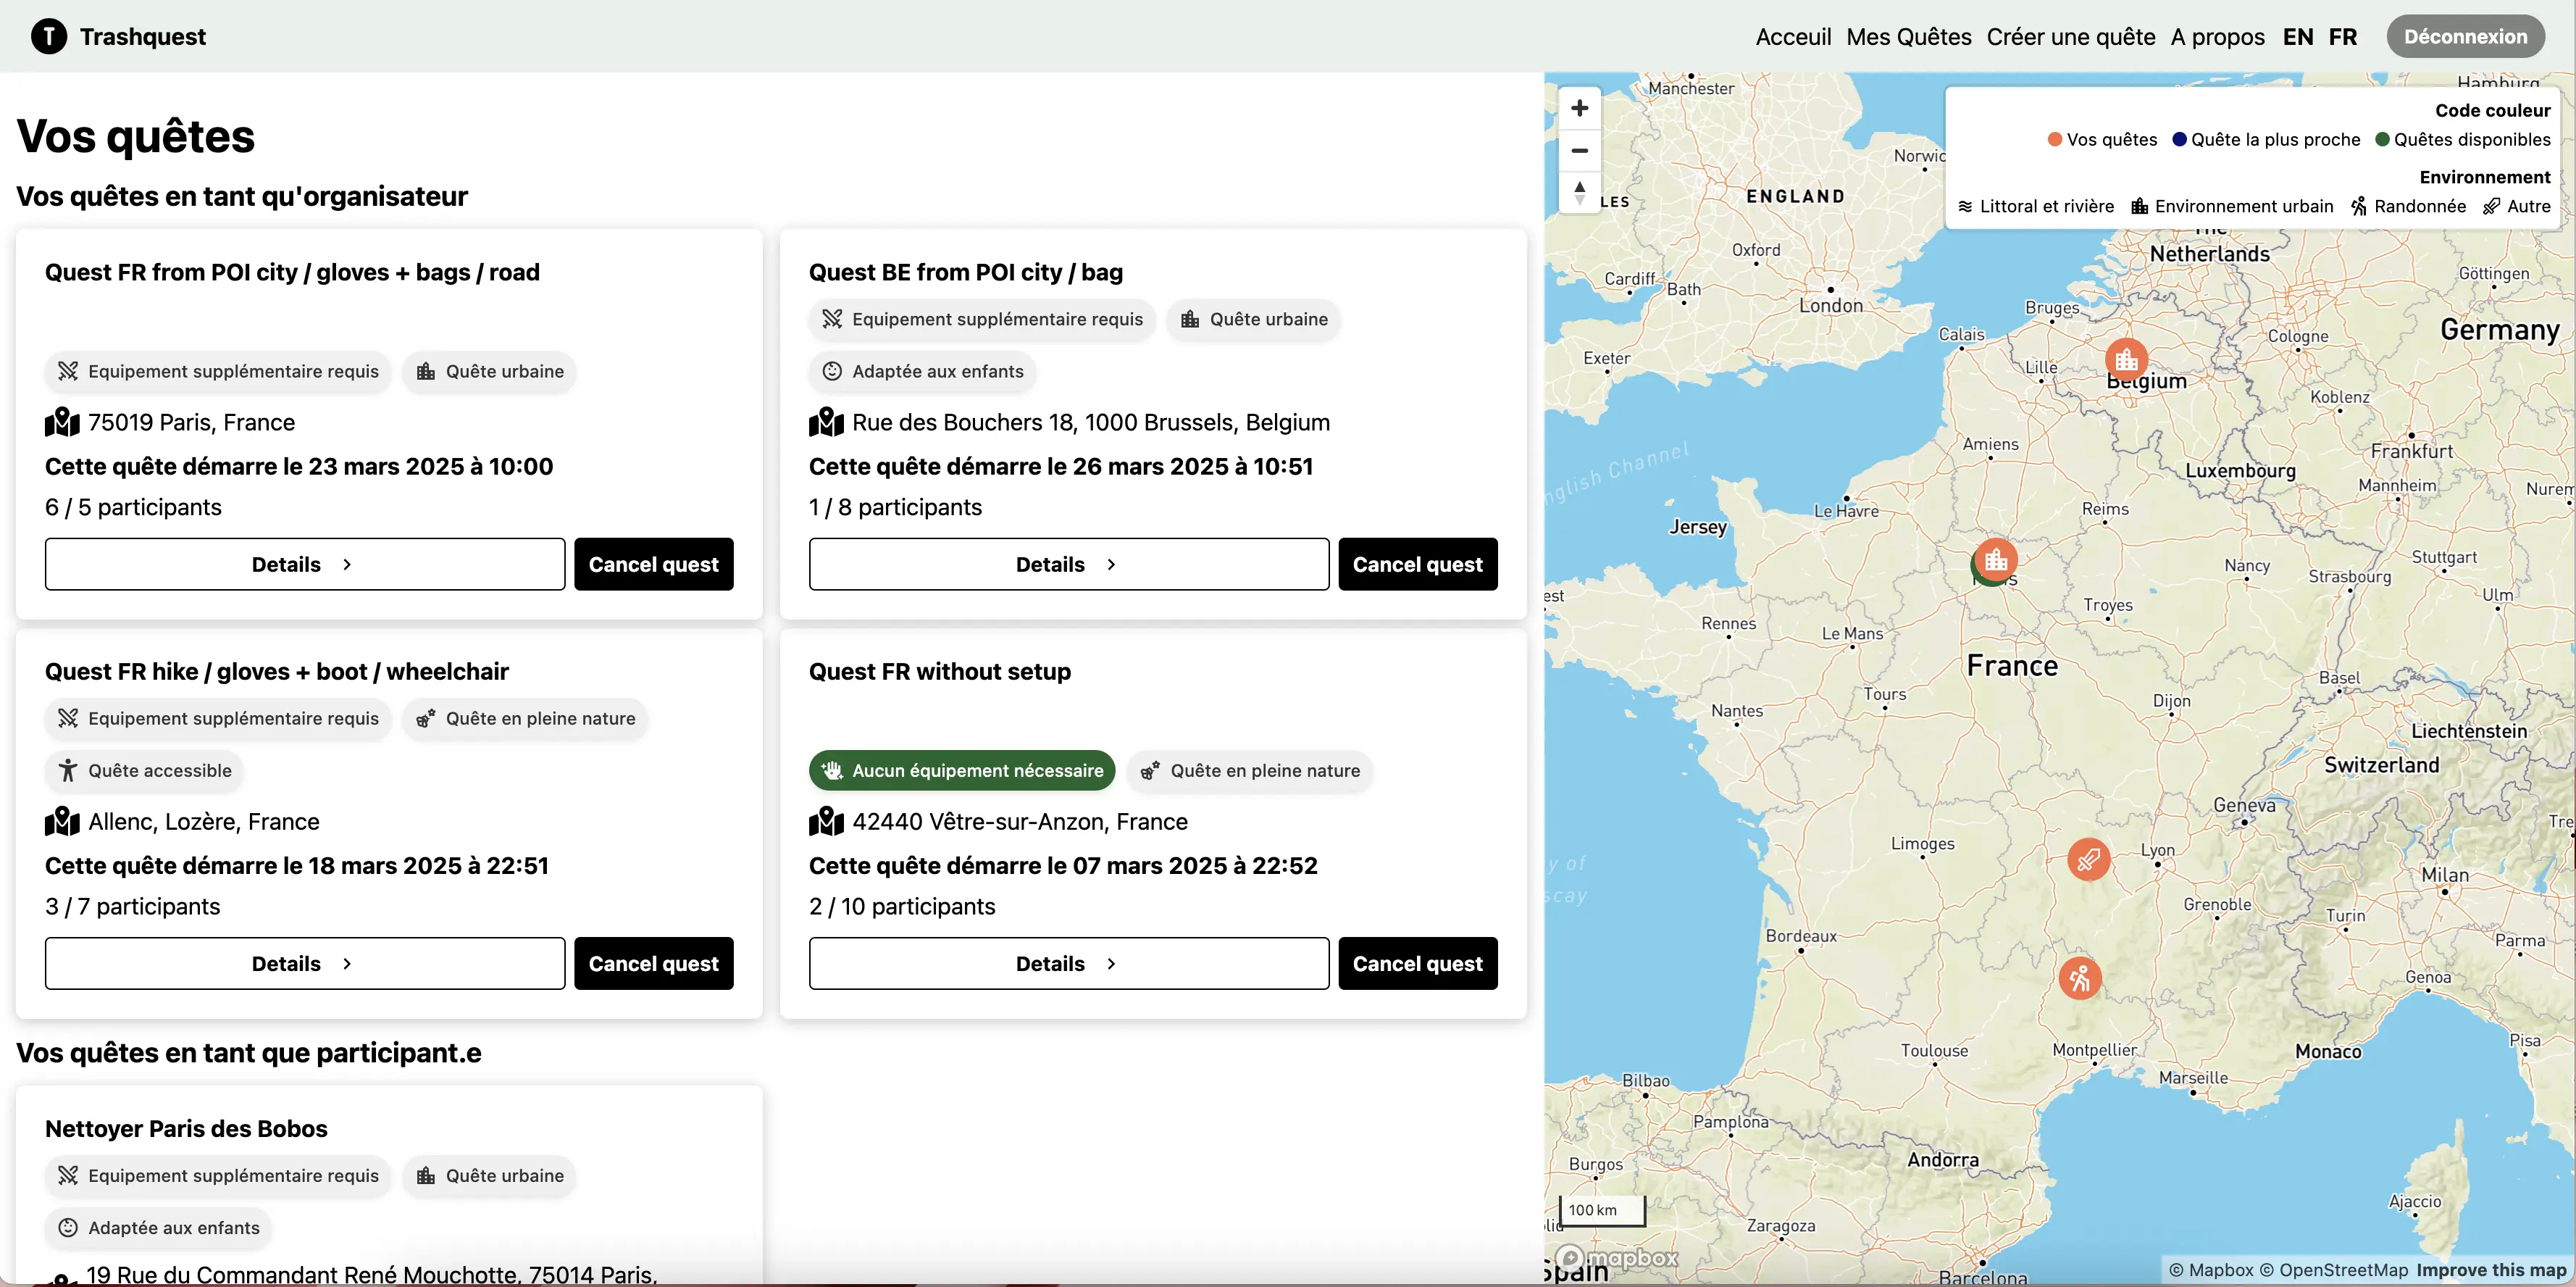 T Trashquest
Acceuil Mes Quêtes Créer une quête A propos EN FR Déconnexion
Vos quêtes
Vos quêtes en tant qu'organisateur
Quest FR from POI city / gloves + bags / road
Equipement supplémentaire requis Quête urbaine
75019 Paris, France
Cette quête démarre le 23 mars 2025 à 10:00
6 / 5 participants
Details
Cancel quest
Quest BE from POI city / bag
Equipement supplémentaire requis Quête urbaine
Adaptée aux enfants
Rue des Bouchers 18, 1000 Brussels, Belgium
Cette quête démarre le 26 mars 2025 à 10:51
1 / 8 participants
Details
Cancel quest
Quest FR hike / gloves + boot / wheelchair
Equipement supplémentaire requis Quête en pleine nature
Quête accessible
Allenc, Lozère, France
Cette quête démarre le 18 mars 2025 à 22:51
3 / 7 participants
Details
Cancel quest
Quest FR without setup
Aucun équipement nécessaire Quête en pleine nature
42440 Vêtre-sur-Anzon, France
Cette quête démarre le 07 mars 2025 à 22:52
2 / 10 participants
Details
Cancel quest
Vos quêtes en tant que participant.e
Nettoyer Paris des Bobos
Equipement supplémentaire requis Quête urbaine
Adaptée aux enfants
19 Rue du Commandant René Mouchotte, 75014 Paris,
Code couleur
Vos quêtes Quête la plus proche Quêtes disponibles
Environnement
Littoral et rivière Environnement urbain Randonnée Autre
Manchester
Hamburg
Norwic
LES
ENGLAND
The
Netherlands
Oxford
Göttingen
Cardiff
Bath
London
Bruges
Calais
Cologne
Germany
Exeter
Lille
Belgium
Koblenz
English Channel
Amiens
Frankfurt
Luxembourg
Mannheim
Nurem
Le Havre
Reims
Jersey
Stuttgart
Nancy
Strasbourg
est
Ulm
Troyes
Rennes
Le Mans
France
Basel
Tours
Dijon
Nantes
Liechtenstein
Switzerland
Geneva
Tre
Limoges
Lyon
y of
scay
Milan
Grenoble
Turin
Bordeaux
Parma
Genoa
Toulouse
Montpellier
Monaco
Pisa
Bilbao
Marseille
Pamplona
Andorra
Burgos
Ajaccio
100 km
Zaragoza
mapbox
Spain
Barcelona
© Mapbox © OpenStreetMap Improve this map